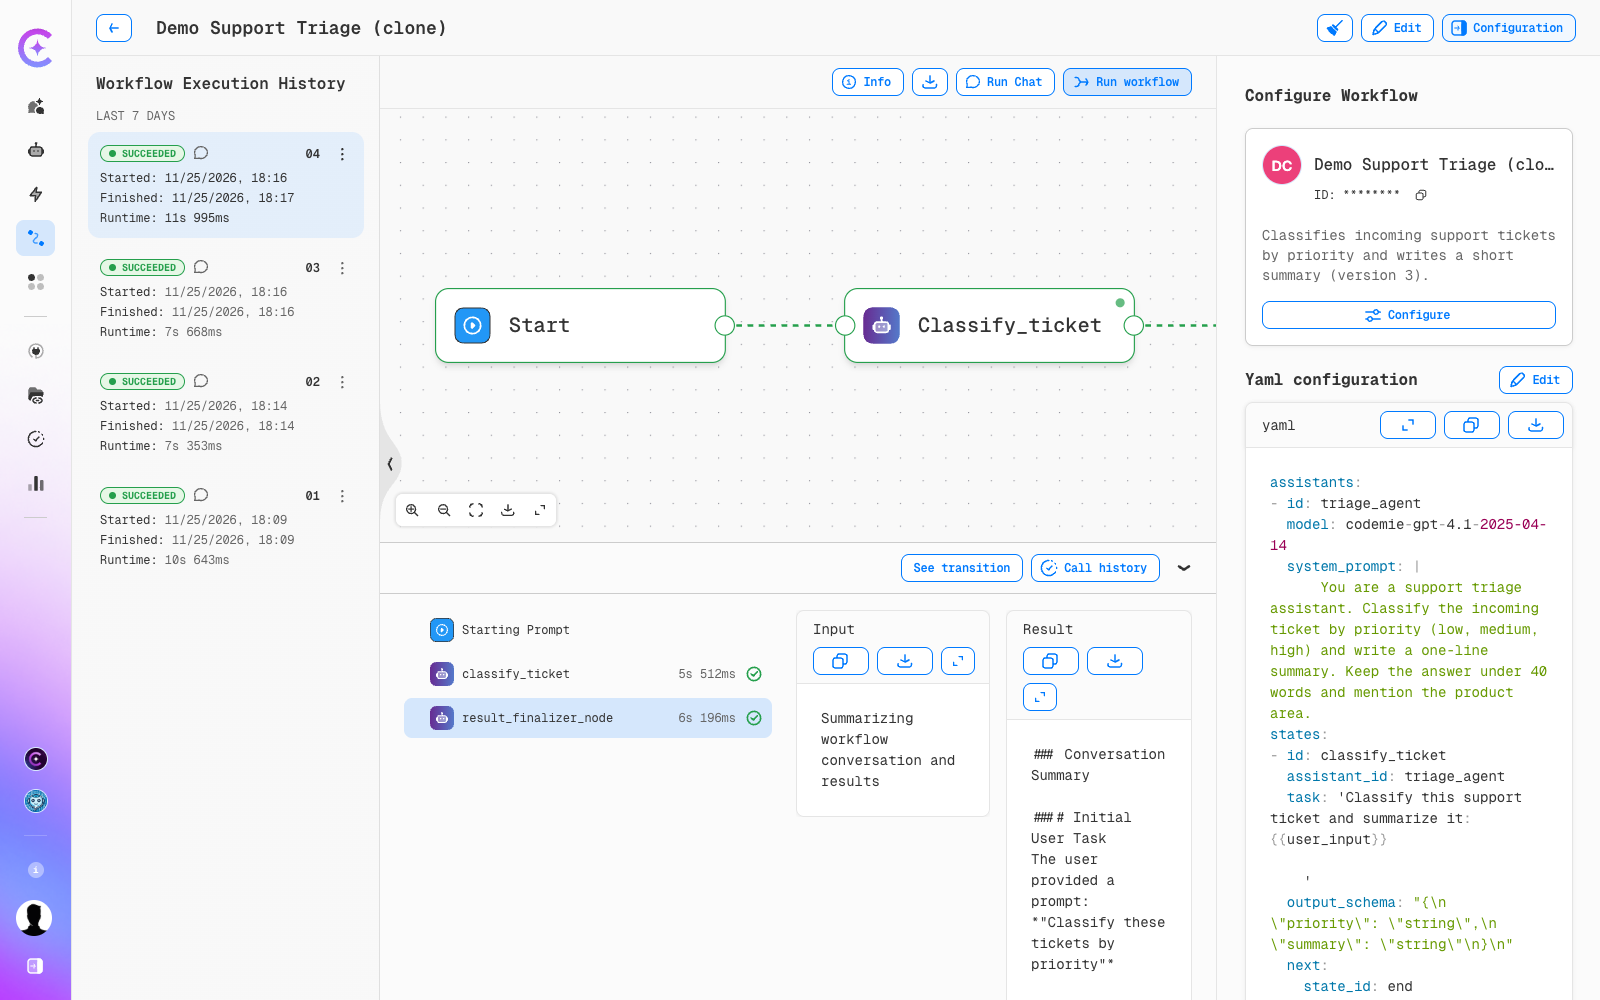 Demo Support Triage (clone)
Edit
Configuration
Workflow Execution History
LAST 7 DAYS
SUCCEEDED
04
Started: 11/25/2026, 18:16
Finished: 11/25/2026, 18:17
Runtime: 11s 995ms
SUCCEEDED
03
Started: 11/25/2026, 18:16
Finished: 11/25/2026, 18:16
Runtime: 7s 668ms
SUCCEEDED
02
Started: 11/25/2026, 18:14
Finished: 11/25/2026, 18:14
Runtime: 7s 353ms
SUCCEEDED
01
Started: 11/25/2026, 18:09
Finished: 11/25/2026, 18:09
Runtime: 10s 643ms
Info
Run Chat
Run workflow
Start
Classify_ticket
See transition
Call history
Starting Prompt
classify_ticket
5s 512ms
result_finalizer_node
6s 196ms
Input
Summarizing
workflow
conversation and
results
Result
### Conversation
Summary
#### Initial
User Task
The user
provided a
prompt:
*"Classify these
tickets by
priority"*
Configure Workflow
DC
Demo Support Triage (clo…
ID: ********
Classifies incoming support tickets
by priority and writes a short
summary (version 3).
Configure
Yaml configuration
Edit
yaml
assistants:
- id: triage_agent
model: codemie-gpt-4.1-2025-04-
14
system_prompt: |
You are a support triage
assistant. Classify the incoming
ticket by priority (low, medium,
high) and write a one-line
summary. Keep the answer under 40
words and mention the product
area.
states:
- id: classify_ticket
assistant_id: triage_agent
task: 'Classify this support
ticket and summarize it:
{{user_input}}
'
output_schema: "{\n
\"priority\": \"string\",\n
\"summary\": \"string\"\n}\n"
next:
state_id: end